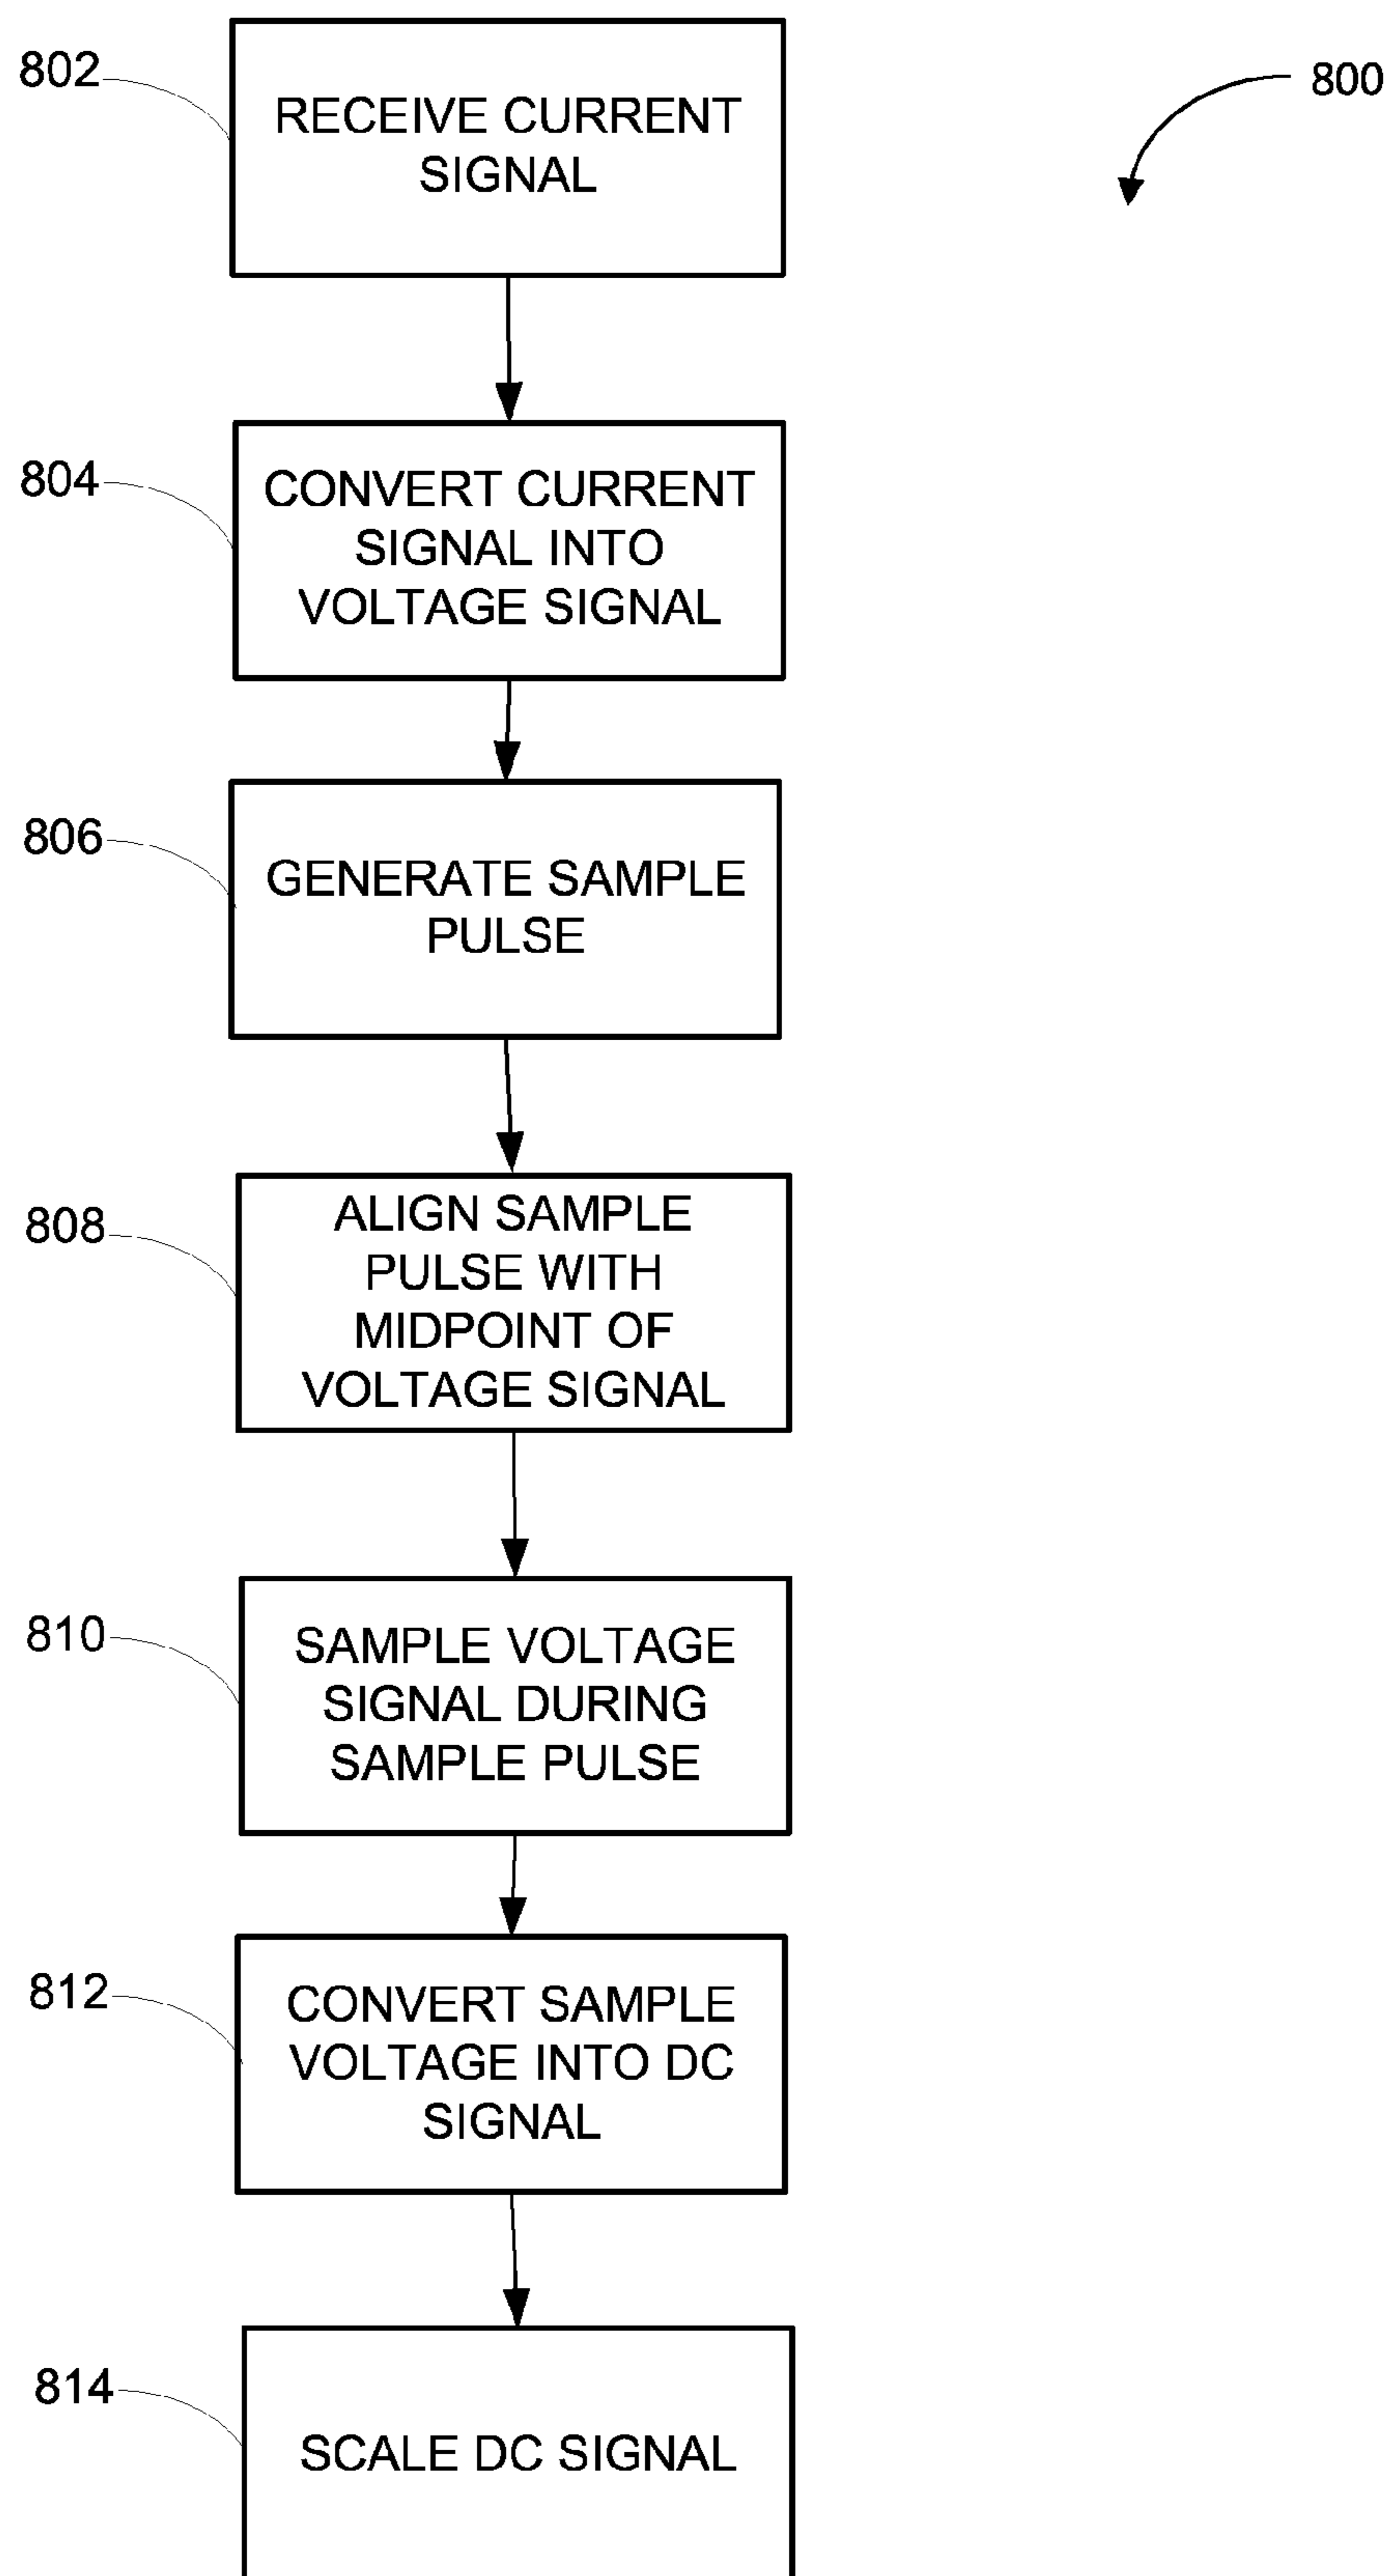 802
RECEIVE CURRENT
SIGNAL
800
804
CONVERT CURRENT
SIGNAL INTO
VOLTAGE SIGNAL
806
GENERATE SAMPLE
PULSE
808
ALIGN SAMPLE
PULSE WITH
MIDPOINT OF
VOLTAGE SIGNAL
810
SAMPLE VOLTAGE
SIGNAL DURING
SAMPLE PULSE
812
CONVERT SAMPLE
VOLTAGE INTO DC
SIGNAL
814
SCALE DC SIGNAL